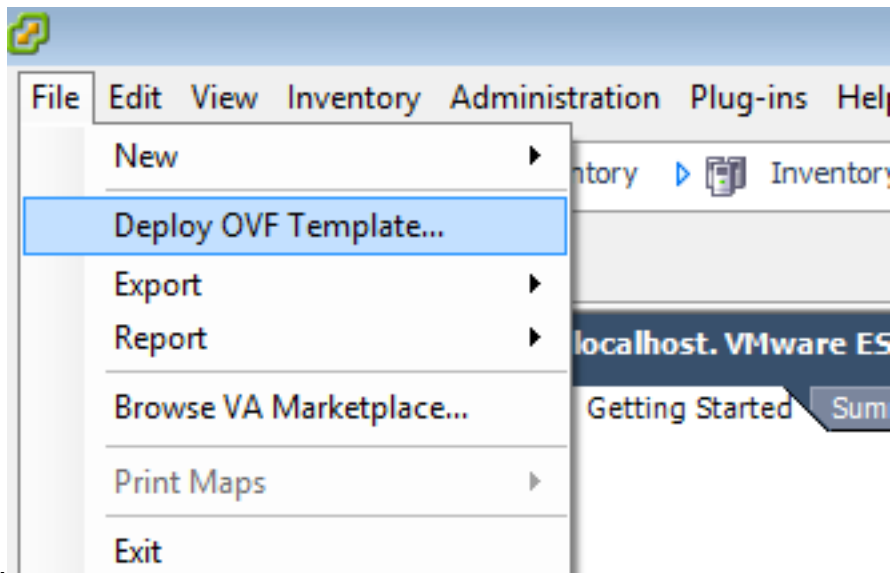 File Edit View Inventory Administration Plug-ins
New
ntory Inventory
Deploy OVF Template...
Export
Report
localhost. VMware ES
Browse VA Marketplace...
Getting Started Sum
Print Maps
Exit